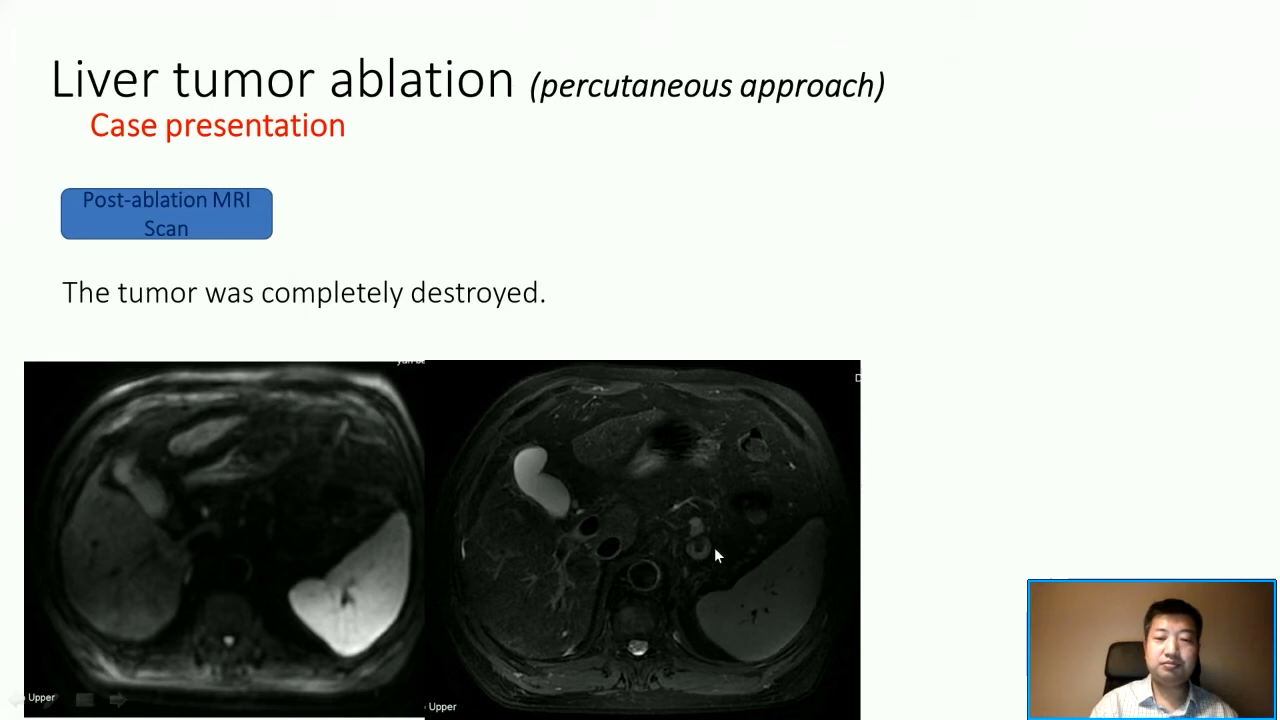 Liver tumor ablation (percutaneous approach)
Case presentation
Post-ablation MRI
Scan
The tumor was completely destroyed.
D
Upper
Upper